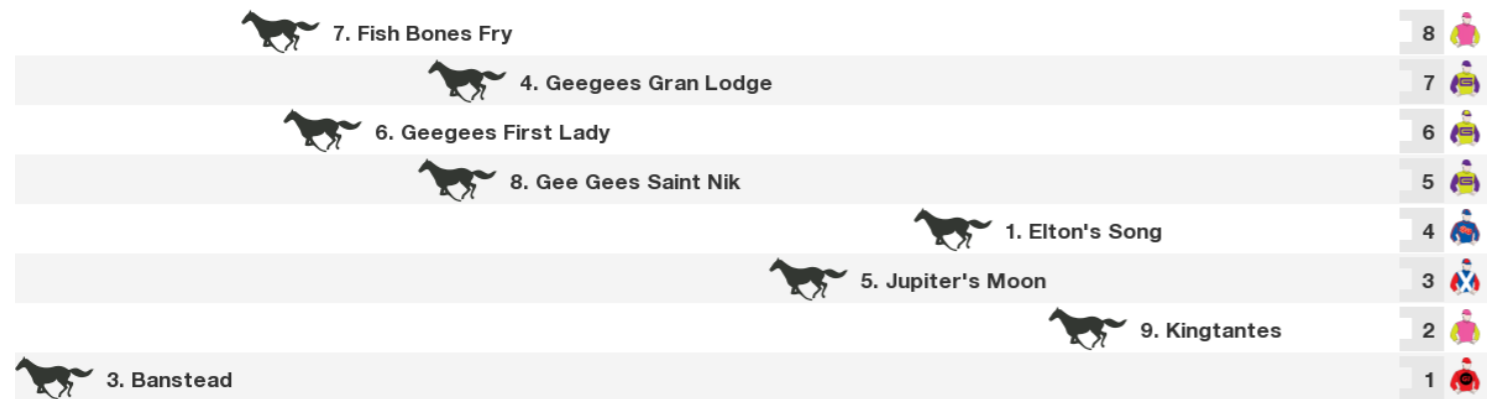 7. Fish Bones Fry 8
4. Geegees Gran Lodge 7
6. Geegees First Lady 6
8. Gee Gees Saint Nik 5
1. Elton's Song 4
5. Jupiter's Moon 3
9. Kingtantes 2
3. Banstead 1